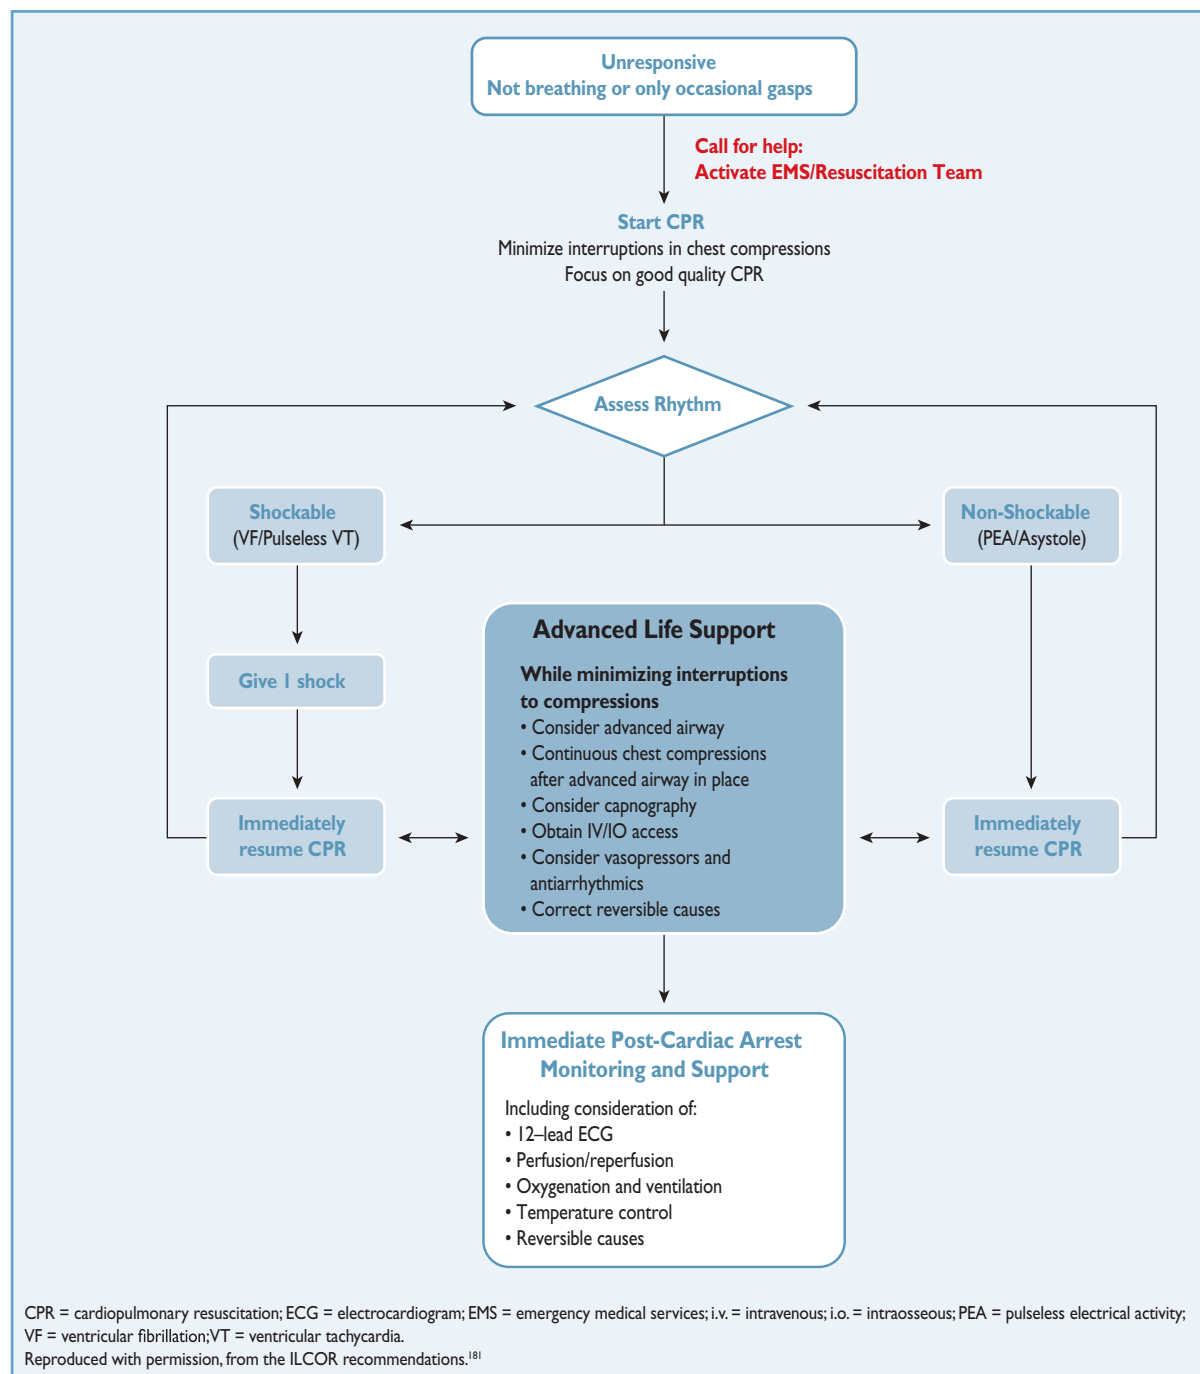 Unresponsive
Not breathing or only occasional gasps
Call for help:
Activate EMS/Resuscitation Team
Start CPR
Minimize interruptions in chest compressions
Focus on good quality CPR
Assess Rhythm
Shockable
(VF/Pulseless VT)
Non-Shockable
(PEA/Asystole)
Give 1 shock
Immediately
resume CPR
Advanced Life Support
While minimizing interruptions
to compressions
• Consider advanced airway
• Continuous chest compressions
after advanced airway in place
• Consider capnography
• Obtain IV/IO access
• Consider vasopressors and
antiarrhythmics
• Correct reversible causes
Immediately
resume CPR
Immediate Post-Cardiac Arrest
Monitoring and Support
Including consideration of:
• 12–lead ECG
• Perfusion/reperfusion
• Oxygenation and ventilation
• Temperature control
• Reversible causes
CPR = cardiopulmonary resuscitation; ECG = electrocardiogram; EMS = emergency medical services; i.v. = intravenous; i.o. = intraosseous; PEA = pulseless electrical activity;
VF = ventricular fibrillation; VT = ventricular tachycardia.
Reproduced with permission, from the ILCOR recommendations.¹⁸¹